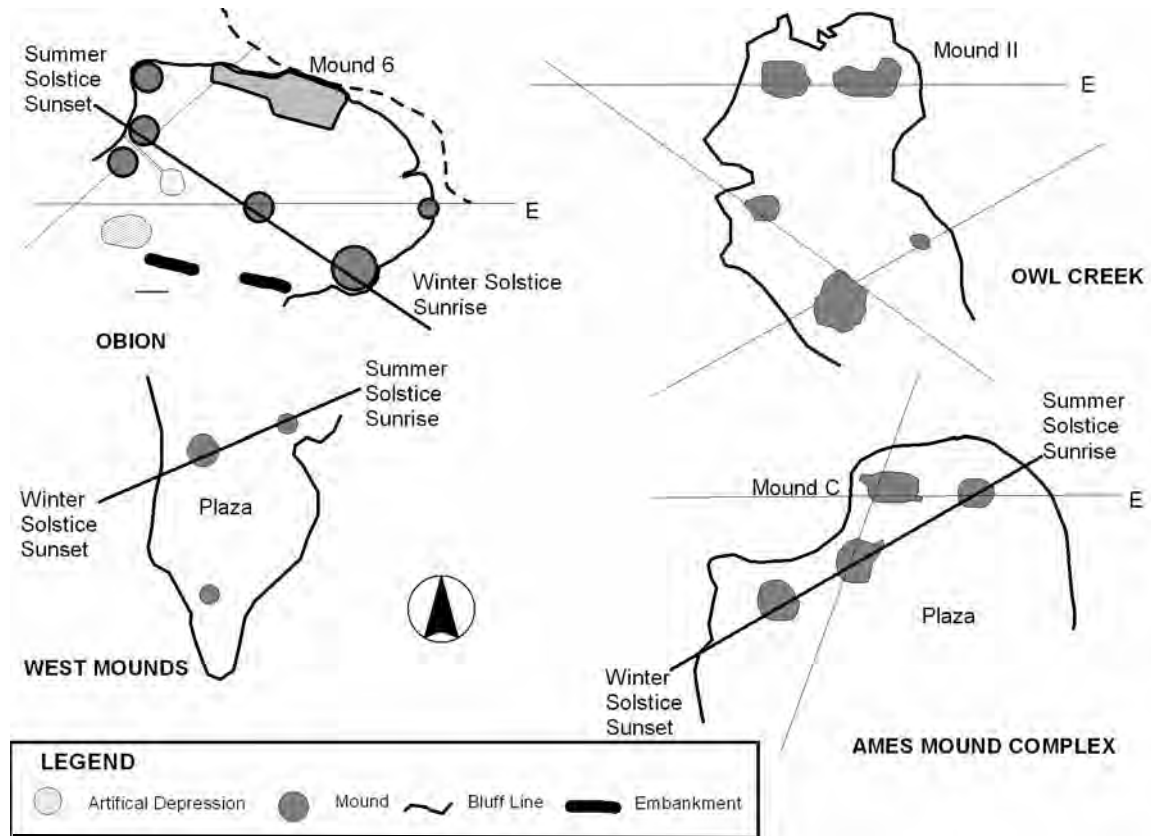 Summer
Solstice
Sunset
Mound 6
E
Winter Solstice
Sunrise
OBION
Mound II
E
OWL CREEK
Summer
Solstice
Sunrise
Winter
Solstice
Sunset
Plaza
WEST MOUNDS
Summer
Solstice
Sunrise
Mound C
E
Plaza
Winter
Solstice
Sunset
AMES MOUND COMPLEX
LEGEND
Artifical Depression
Mound
Bluff Line
Embankment